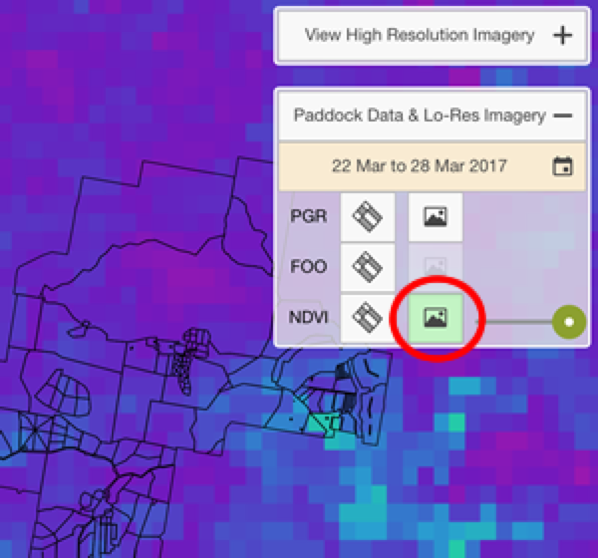 View High Resolution Imagery
Paddock Data & Lo-Res Imagery
22 Mar to 28 Mar 2017
PGR
FOO
NDVI